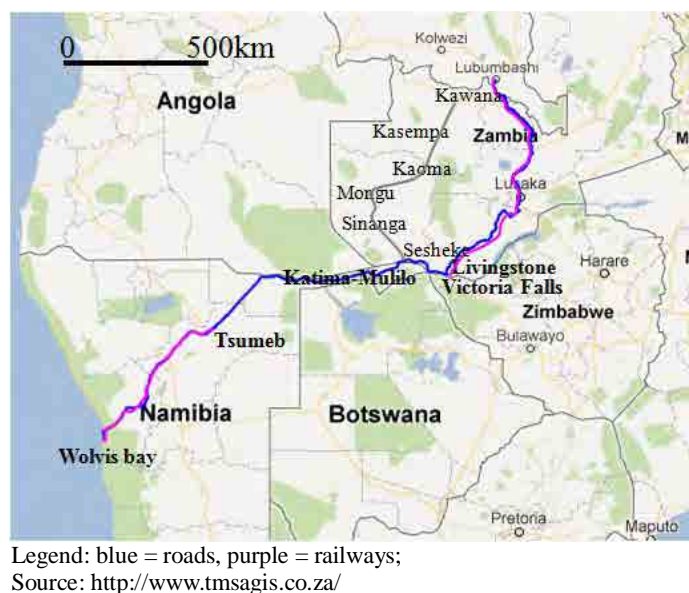 0 500km
Kolwezi
Lubumbashi
Angola
Kawana
Kasempa
Zambia
Kaoma
Mongu
Lusaka
Sinanga
Sesheke
Harare
Katima-Mulilo
Livingstone
Victoria Falls
Zimbabwe
Tsumeb
Bulawayo
Namibia
Botswana
Wolvis bay
Pretoria
Maputo
Legend: blue = roads, purple = railways;
Source: http://www.tmsagis.co.za/